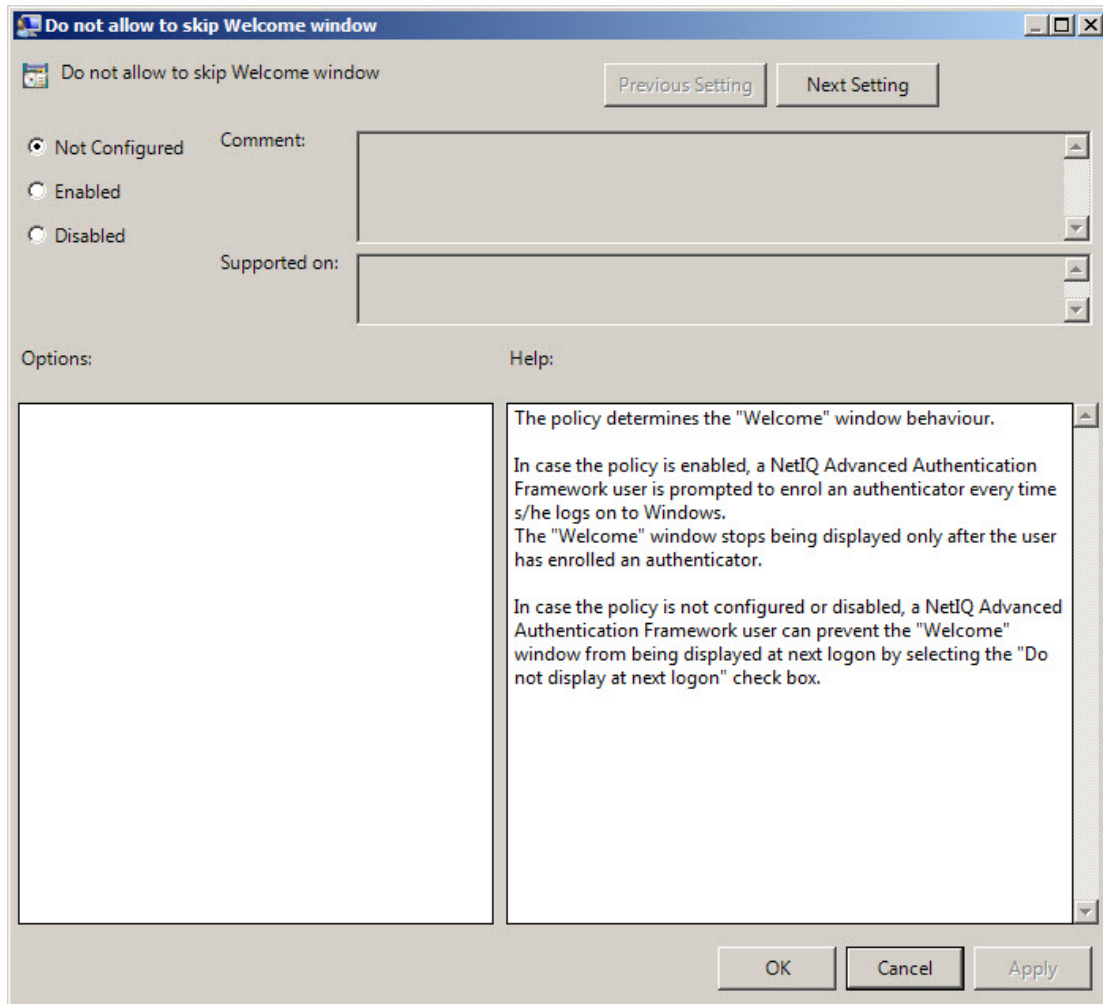 Do not allow to skip Welcome window
Do not allow to skip Welcome window
Previous Setting
Next Setting
Not Configured
Comment:
Enabled
Disabled
Supported on:
Options:
Help:
The policy determines the "Welcome" window behaviour.
In case the policy is enabled, a NetIQ Advanced Authentication
Framework user is prompted to enrol an authenticator every time
s/he logs on to Windows.
The "Welcome" window stops being displayed only after the user
has enrolled an authenticator.
In case the policy is not configured or disabled, a NetIQ Advanced
Authentication Framework user can prevent the "Welcome"
window from being displayed at next logon by selecting the "Do
not display at next logon" check box.
OK
Cancel
Apply